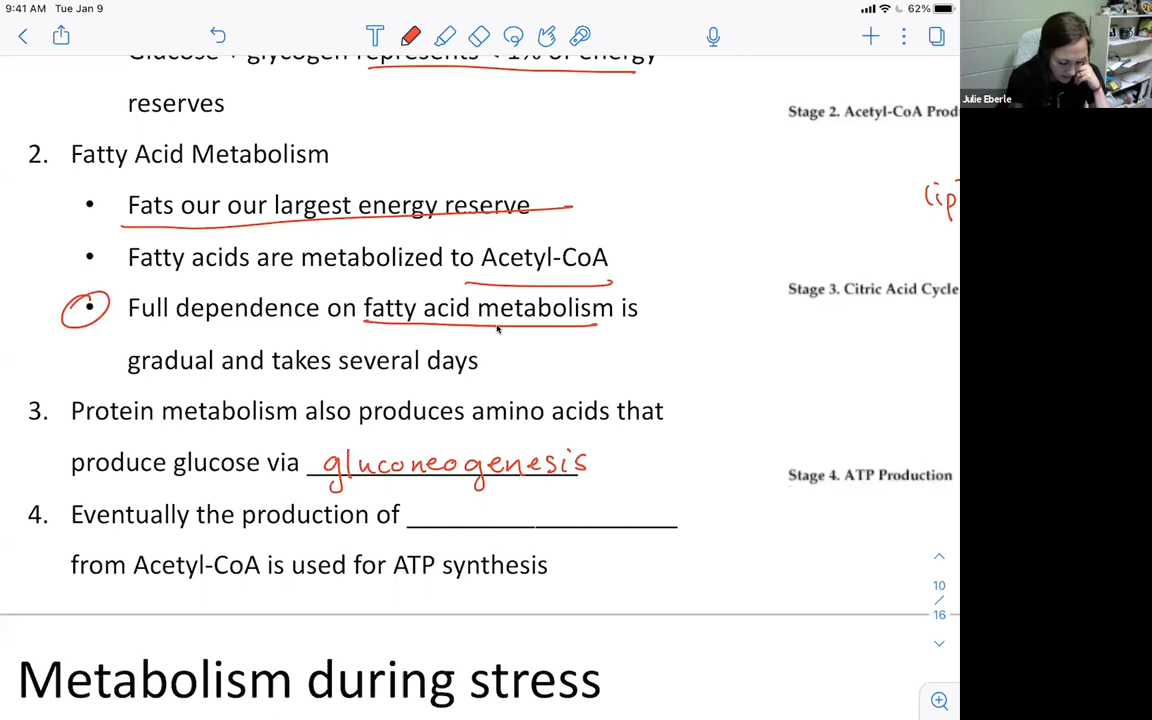 9:41 AM Tue Jan 9
62%
Julie Eberle
Glucose + glycogen represents < 1% of energy
reserves
2. Fatty Acid Metabolism
• Fats our our largest energy reserve
• Fatty acids are metabolized to Acetyl-CoA
• Full dependence on fatty acid metabolism is
gradual and takes several days
3. Protein metabolism also produces amino acids that
produce glucose via gluconeogenesis
4. Eventually the production of ____________________
from Acetyl-CoA is used for ATP synthesis
Stage 2. Acetyl-CoA Prod
lip
Stage 3. Citric Acid Cycle
Stage 4. ATP Production
10
/
16
Metabolism during stress